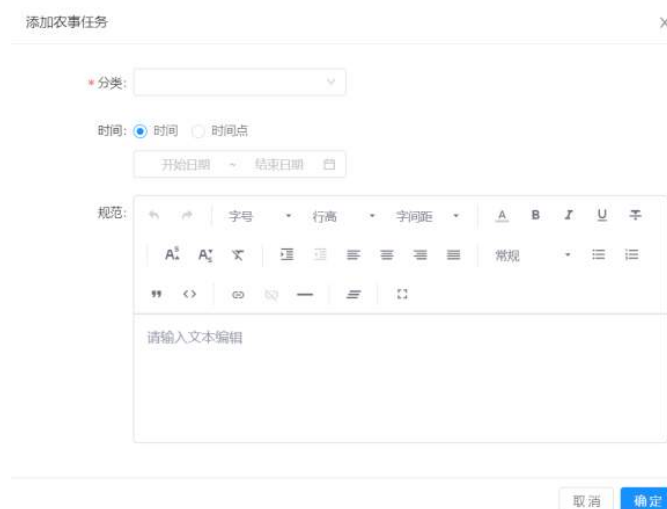 添加农事任务
* 分类:
时间: 时间 时间点
开始日期 ~ 结束日期
规范: 字号 行高 字间距 A B I U
常规
请输入文本编辑
取消 确定